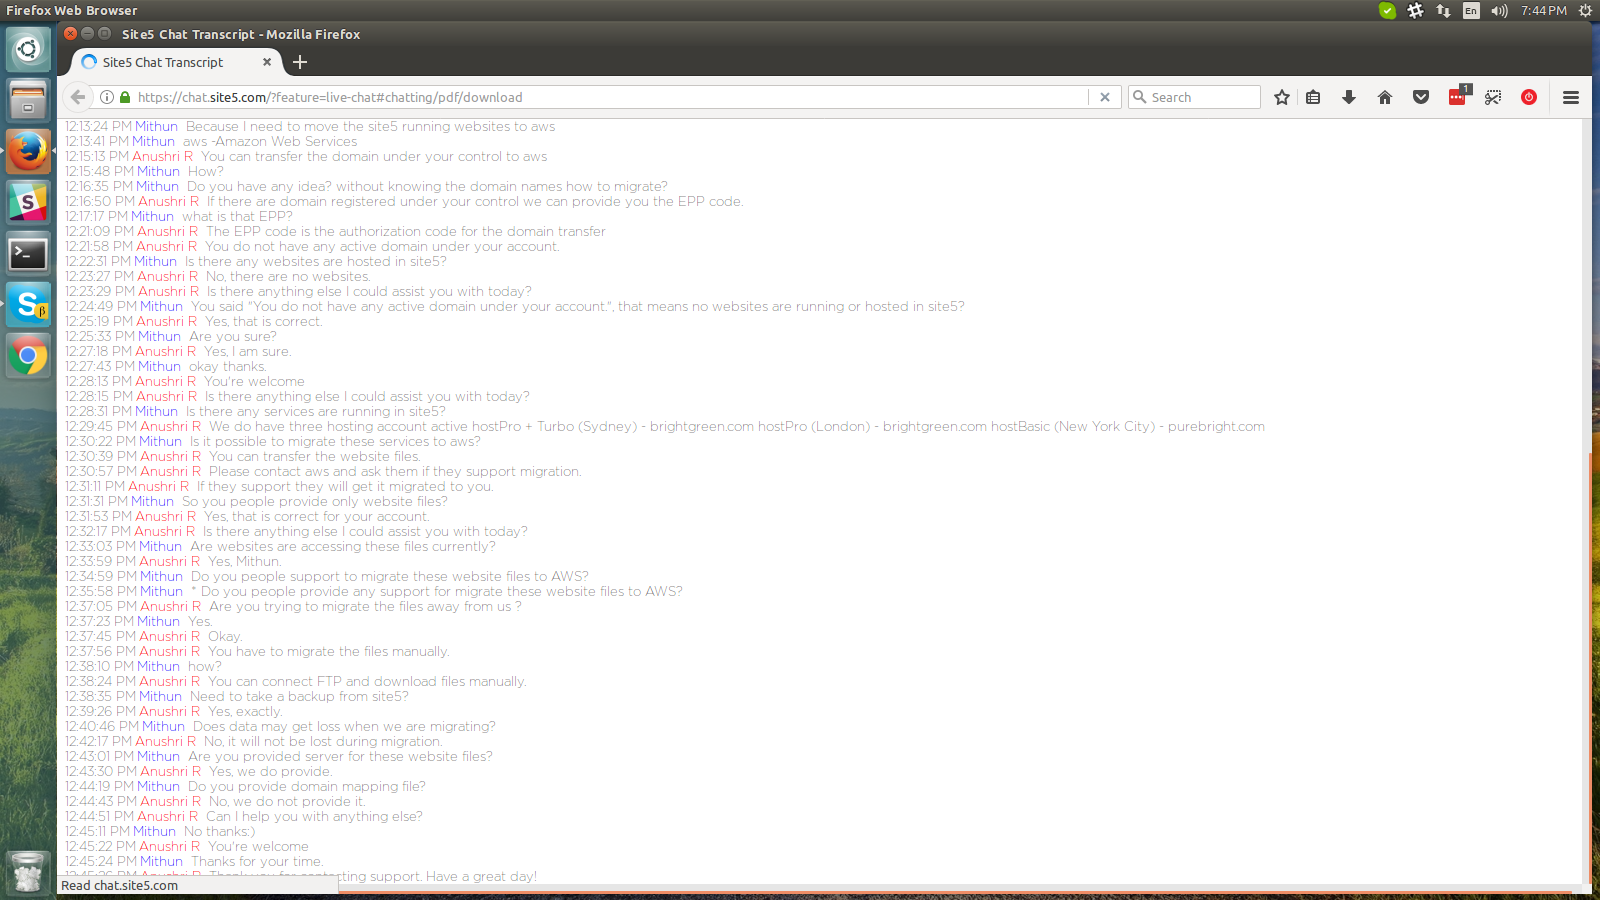 Firefox Web Browser
En
7:44 PM
Site5 Chat Transcript - Mozilla Firefox
Site5 Chat Transcript
https://chat.site5.com/?feature=live-chat#chatting/pdf/download
Search
1
12:13:24 PM Mithun Because I need to move the site5 running websites to aws
12:13:41 PM Mithun aws -Amazon Web Services
12:15:13 PM Anushri R You can transfer the domain under your control to aws
12:15:48 PM Mithun How?
12:16:35 PM Mithun Do you have any idea? without knowing the domain names how to migrate?
12:16:50 PM Anushri R If there are domain registered under your control we can provide you the EPP code.
12:17:17 PM Mithun what is that EPP?
12:21:09 PM Anushri R The EPP code is the authorization code for the domain transfer
12:21:58 PM Anushri R You do not have any active domain under your account.
12:22:31 PM Mithun Is there any websites are hosted in site5?
12:23:27 PM Anushri R No, there are no websites.
12:23:29 PM Anushri R Is there anything else I could assist you with today?
12:24:49 PM Mithun You said "You do not have any active domain under your account.", that means no websites are running or hosted in site5?
12:25:19 PM Anushri R Yes, that is correct.
12:25:33 PM Mithun Are you sure?
12:27:18 PM Anushri R Yes, I am sure.
12:27:43 PM Mithun okay thanks.
12:28:13 PM Anushri R You're welcome
12:28:15 PM Anushri R Is there anything else I could assist you with today?
12:28:31 PM Mithun Is there any services are running in site5?
12:29:45 PM Anushri R We do have three hosting account active hostPro + Turbo (Sydney) - brightgreen.com hostPro (London) - brightgreen.com hostBasic (New York City) - purebright.com
12:30:22 PM Mithun Is it possible to migrate these services to aws?
12:30:39 PM Anushri R You can transfer the website files.
12:30:57 PM Anushri R Please contact aws and ask them if they support migration.
12:31:11 PM Anushri R If they support they will get it migrated to you.
12:31:31 PM Mithun So you people provide only website files?
12:31:53 PM Anushri R Yes, that is correct for your account.
12:32:17 PM Anushri R Is there anything else I could assist you with today?
12:33:03 PM Mithun Are websites are accessing these files currently?
12:33:59 PM Anushri R Yes, Mithun.
12:34:59 PM Mithun Do you people support to migrate these website files to AWS?
12:35:58 PM Mithun * Do you people provide any support for migrate these website files to AWS?
12:37:05 PM Anushri R Are you trying to migrate the files away from us ?
12:37:23 PM Mithun Yes.
12:37:45 PM Anushri R Okay.
12:37:56 PM Anushri R You have to migrate the files manually.
12:38:10 PM Mithun how?
12:38:24 PM Anushri R You can connect FTP and download files manually.
12:38:35 PM Mithun Need to take a backup from site5?
12:39:26 PM Anushri R Yes, exactly.
12:40:46 PM Mithun Does data may get loss when we are migrating?
12:42:17 PM Anushri R No, it will not be lost during migration.
12:43:01 PM Mithun Are you provided server for these website files?
12:43:30 PM Anushri R Yes, we do provide.
12:44:19 PM Mithun Do you provide domain mapping file?
12:44:43 PM Anushri R No, we do not provide it.
12:44:51 PM Anushri R Can I help you with anything else?
12:45:11 PM Mithun No thanks:)
12:45:22 PM Anushri R You're welcome
12:45:24 PM Mithun Thanks for your time.
12:45:26 PM Anushri R Thank you for contacting support. Have a great day!
Read chat.site5.com